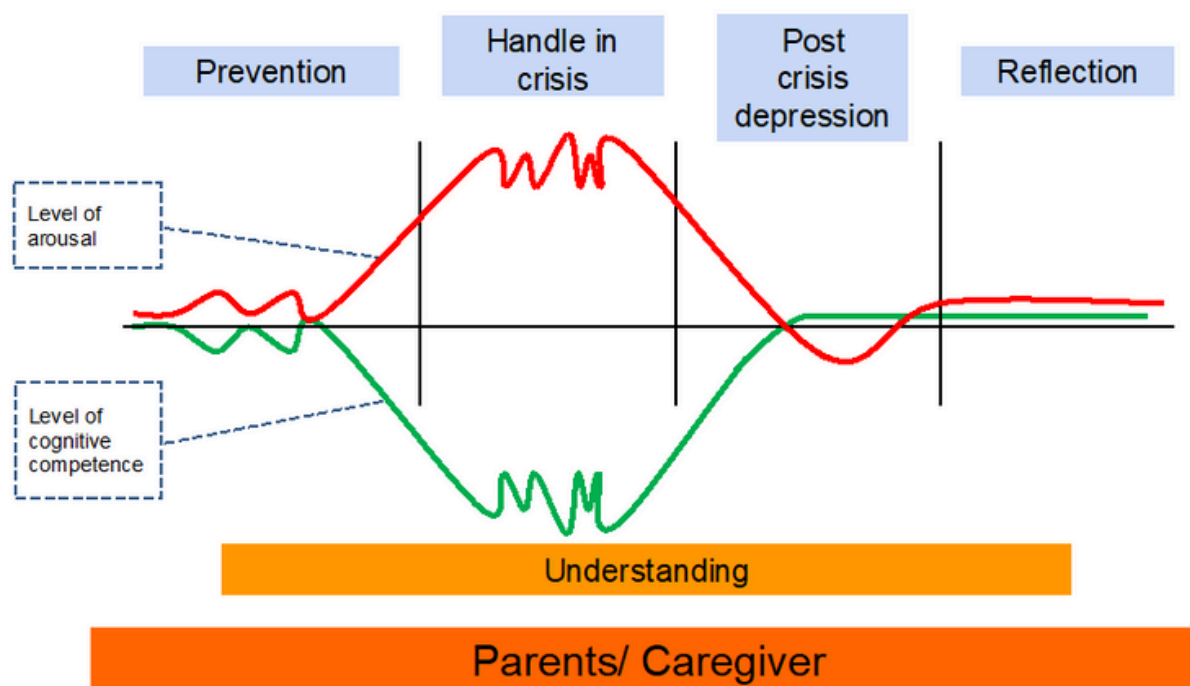 Prevention
Handle in
crisis
Post
crisis
depression
Reflection
Level of
arousal
Level of
cognitive
competence
Understanding
Parents/ Caregiver